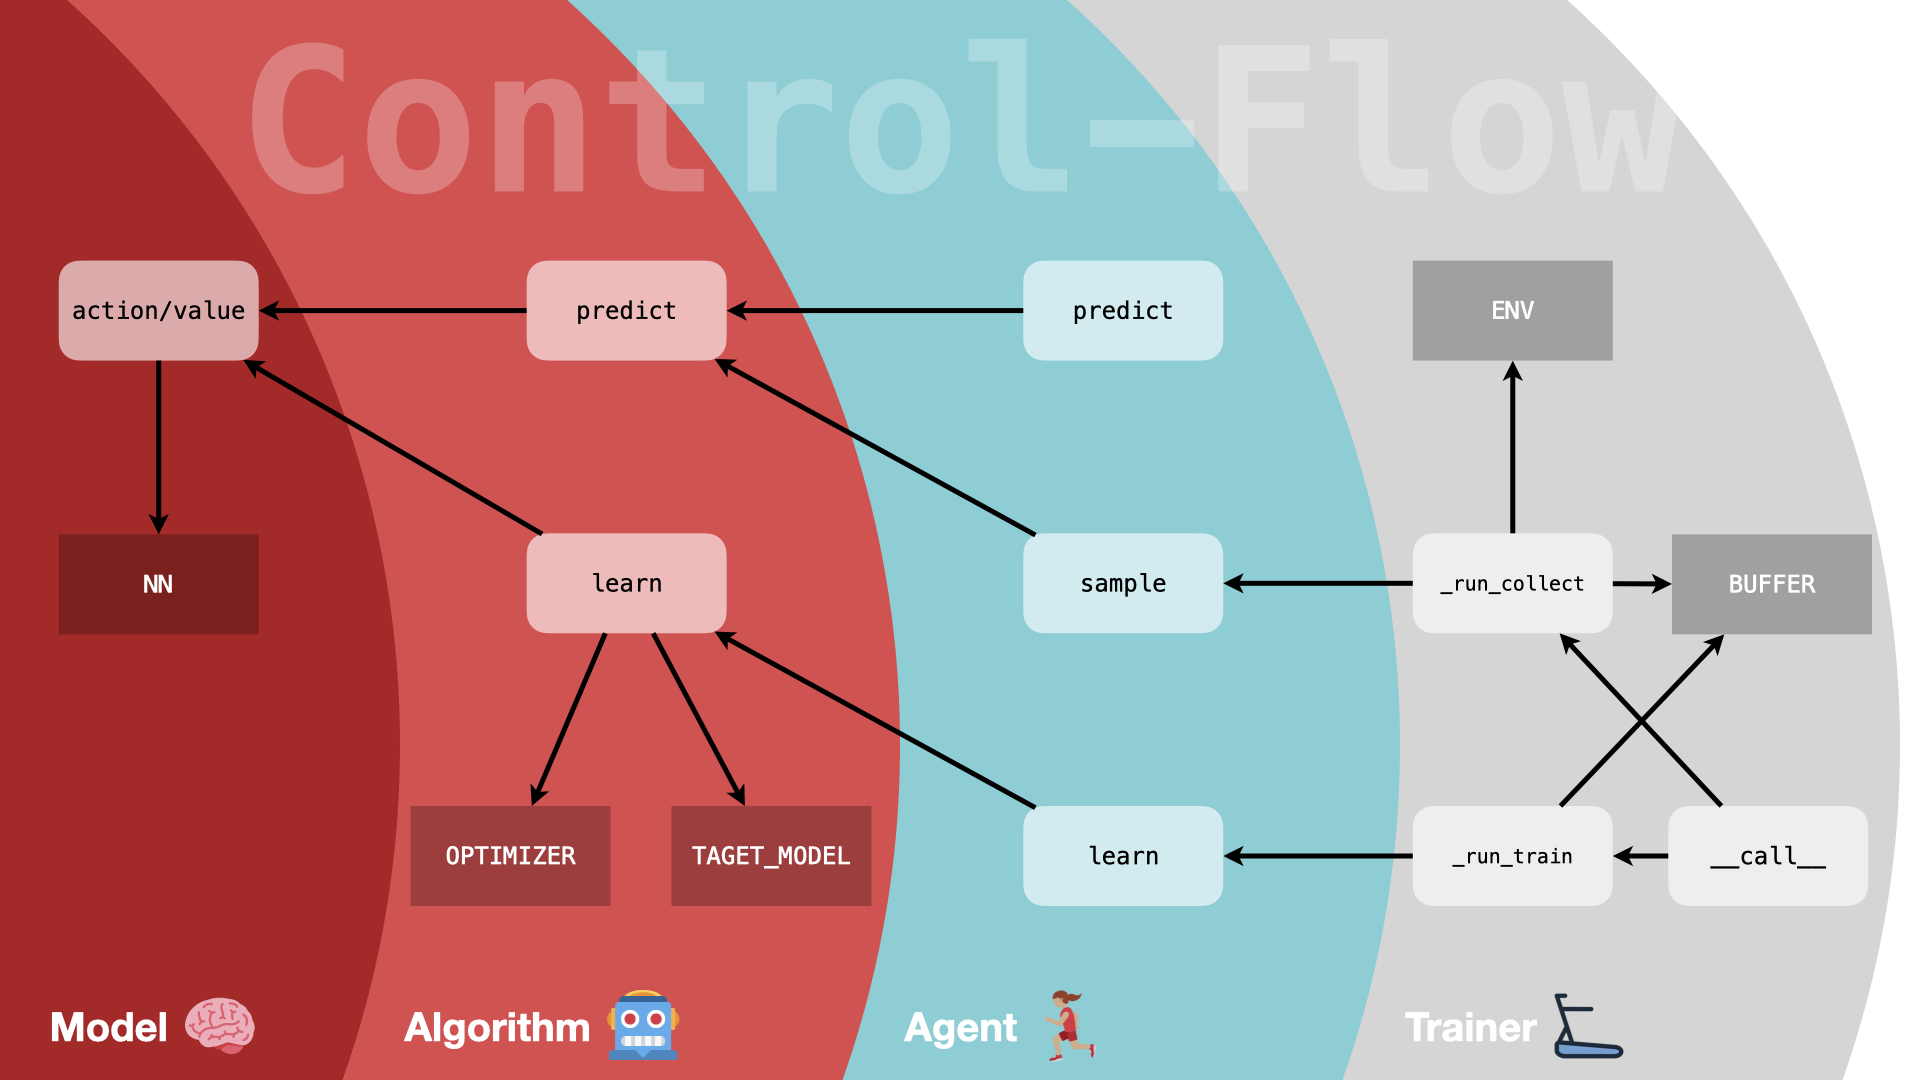 Control-Flow
action/value
predict
predict
ENV
NN
learn
sample
_run_collect
BUFFER
OPTIMIZER
TAGET_MODEL
learn
_run_train
__call__
Model
Algorithm
Agent
Trainer